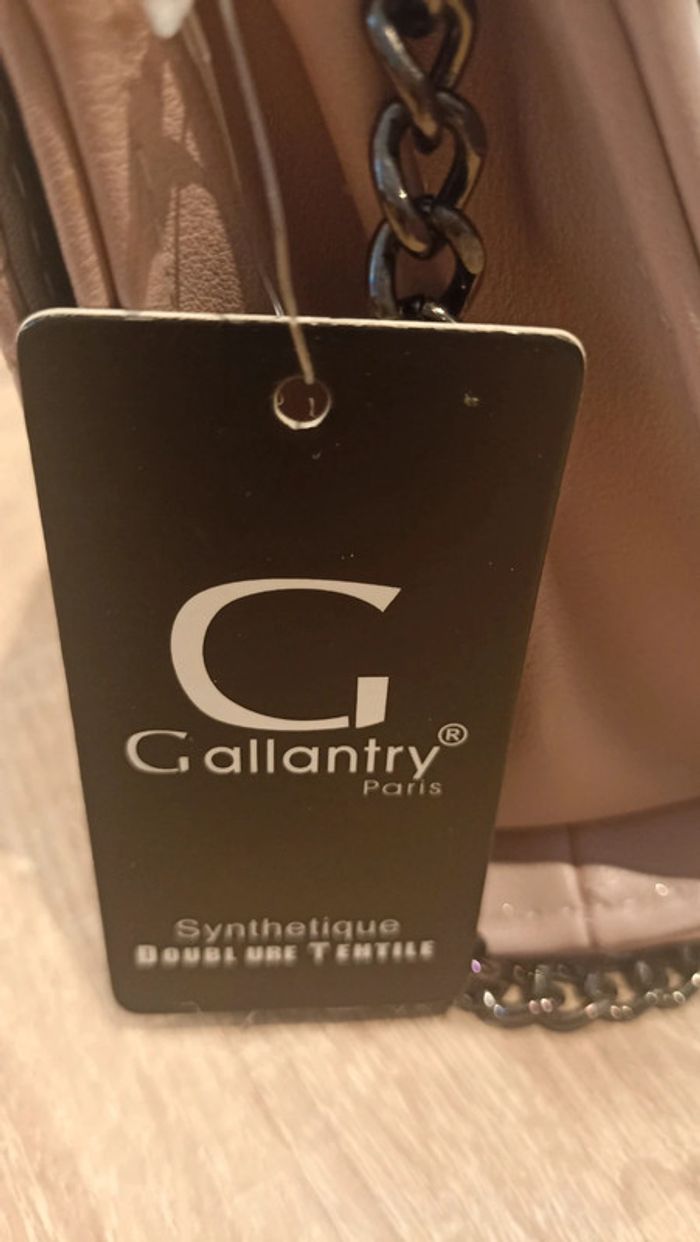 G
Gallantry®
Paris
Synthetique
DOUBLURE TEXTILE